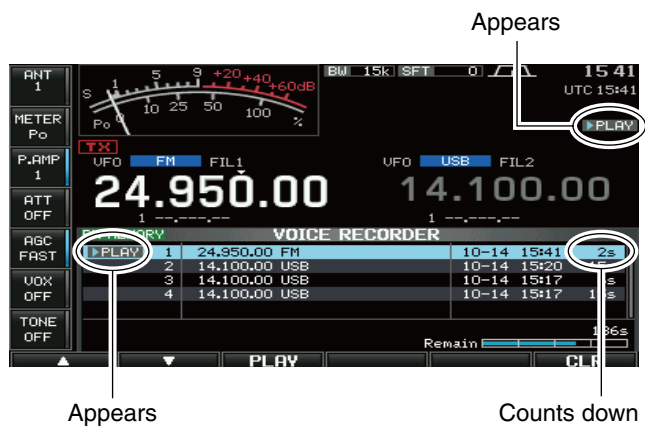 Appears
ANT
1
METER
Po
P.AMP
1
ATT
OFF
AGC
FAST
VOX
OFF
TONE
OFF
S 1 5 9 +20 +40 +60dB
Po 0 10 25 50 100 %
BW 15k SFT 0
15:41
UTC 15:41
PLAY
TX
VFO FM FIL1
VFO USB FIL2
24.950.00
14.100.00
1 --.---.--
1 --.---.--
VOICE RECORDER
PLAY 1 24.950.00 FM 10-14 15:41 2s
2 14.100.00 USB 10-14 15:20
3 14.100.00 USB 10-14 15:17
4 14.100.00 USB 10-14 15:17
Remain
PLAY
Appears
Counts down